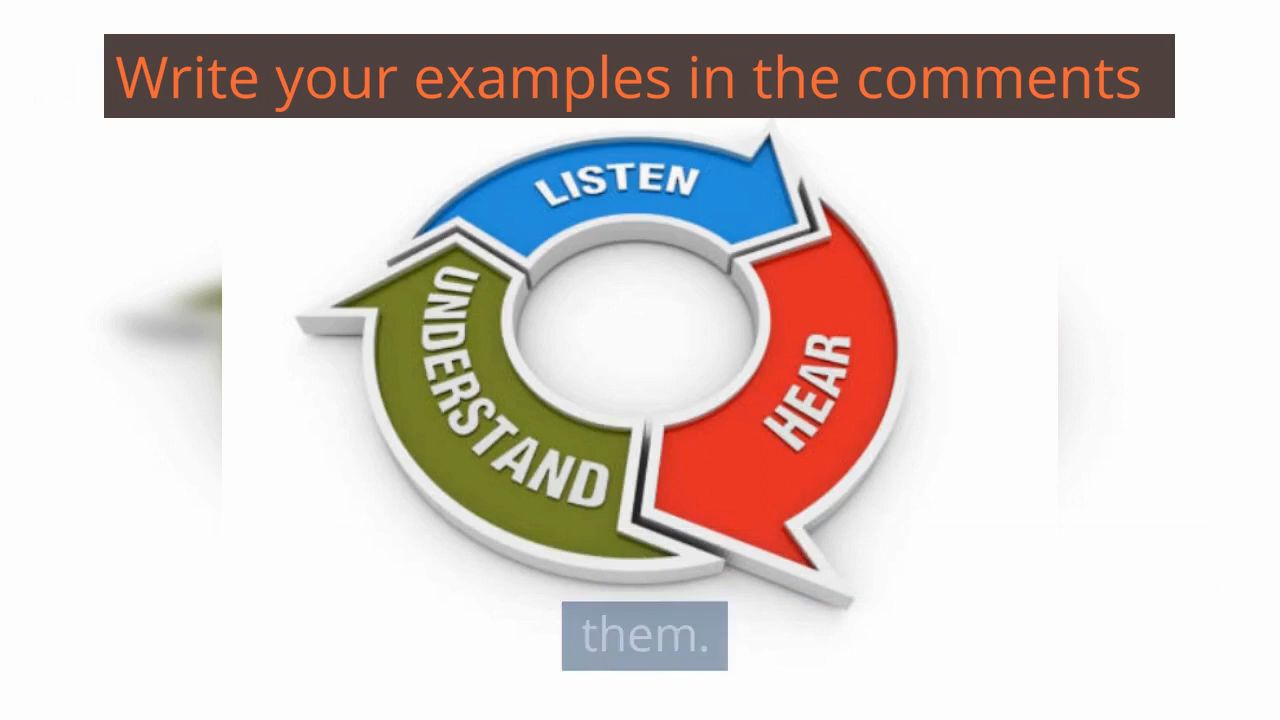 Write your examples in the comments
LISTEN
HEAR
UNDERSTAND
them.